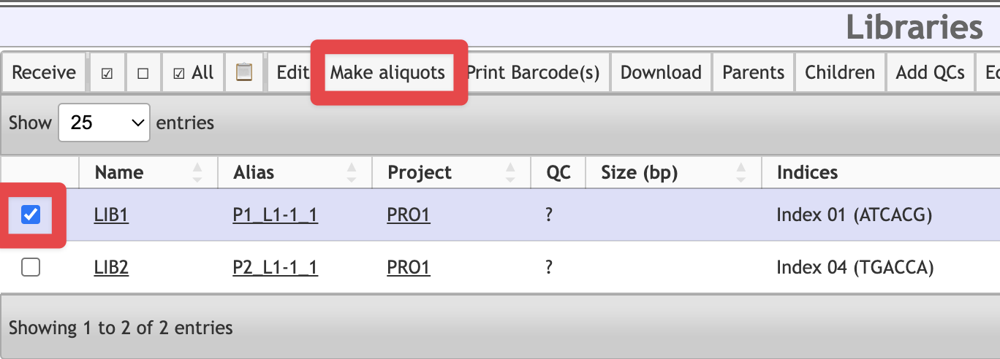 Libraries
Receive ☑ ☐ ☑ All 📋 Edit Make aliquots Print Barcode(s) Download Parents Children Add QCs
Show 25 entries
Name Alias Project QC Size (bp) Indices
LIB1 P1_L1-1_1 PRO1 ? Index 01 (ATCACG)
LIB2 P2_L1-1_1 PRO1 ? Index 04 (TGACCA)
Showing 1 to 2 of 2 entries